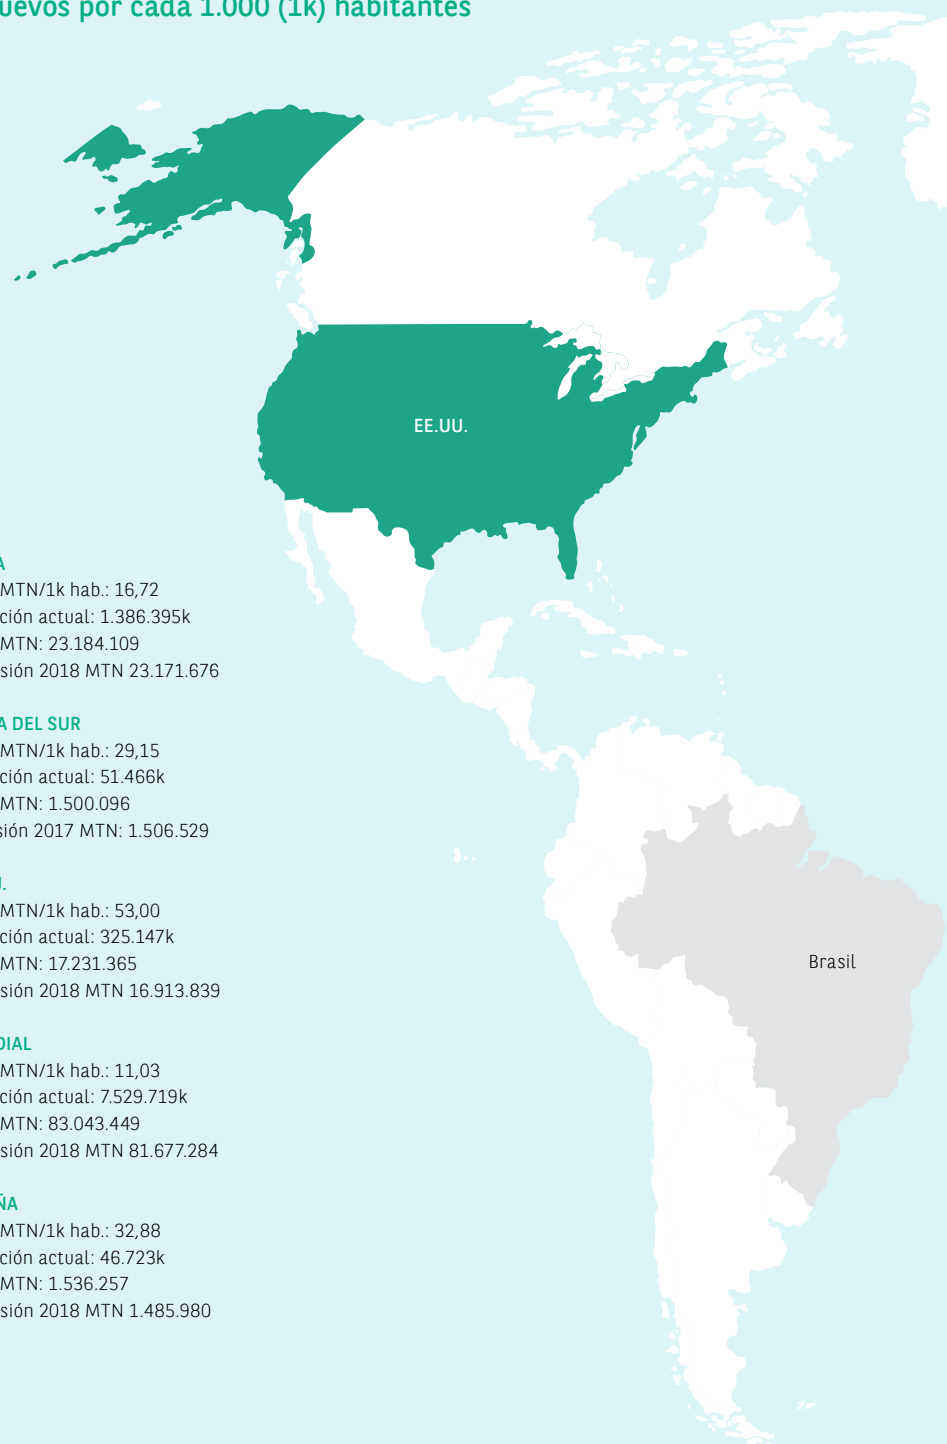 uevos por cada 1.000 (1k) habitantes
EE.UU.
A
MTN/1k hab.: 16,72
ción actual: 1.386.395k
MTN: 23.184.109
sión 2018 MTN 23.171.676
A DEL SUR
MTN/1k hab.: 29,15
ción actual: 51.466k
MTN: 1.500.096
sión 2017 MTN: 1.506.529
.
MTN/1k hab.: 53,00
ción actual: 325.147k
MTN: 17.231.365
sión 2018 MTN 16.913.839
Brasil
DIAL
MTN/1k hab.: 11,03
ción actual: 7.529.719k
MTN: 83.043.449
sión 2018 MTN 81.677.284
ÑA
MTN/1k hab.: 32,88
ción actual: 46.723k
MTN: 1.536.257
sión 2018 MTN 1.485.980